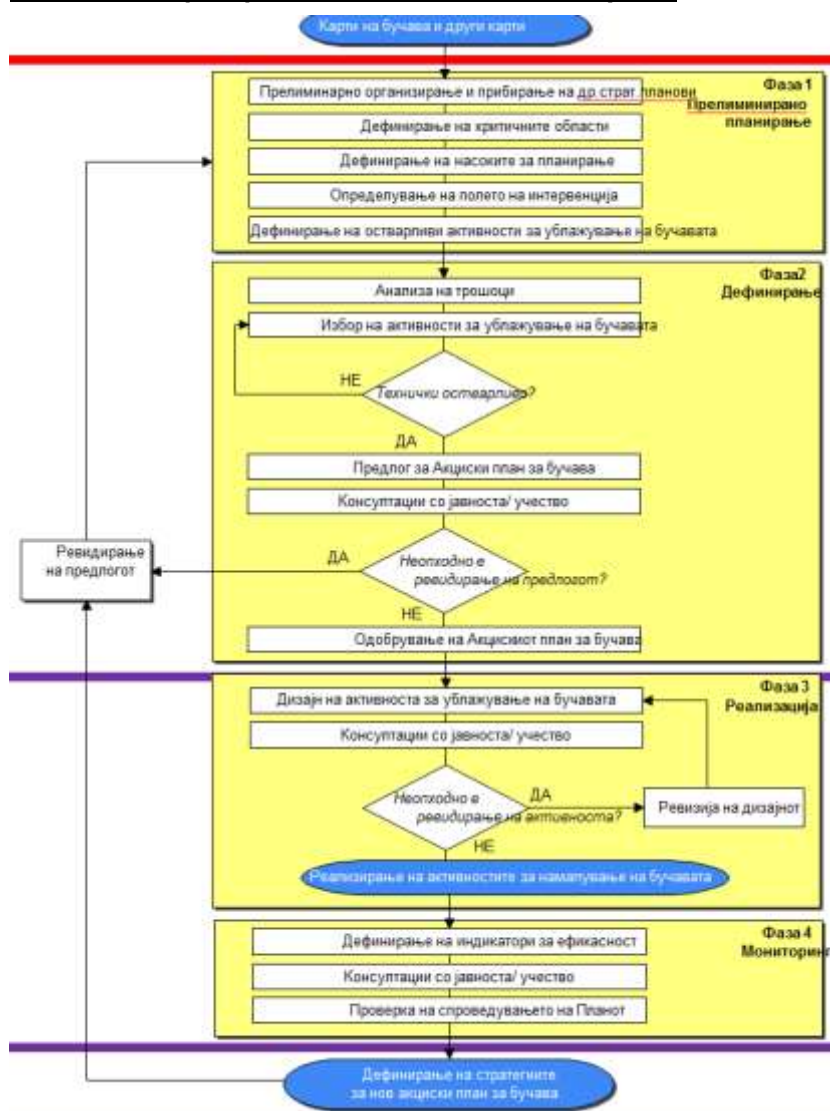 Карти на бучава и други карти
Фаза 1
Прелиминирано
планирање
Прелиминарно организирање и прибирање на др страт планови
Дефинирање на критичните области
Дефинирање на насоките за планирање
Определување на полето на интервенција
Дефинирање на остварливи активности за ублажување на бучавата
Фаза2
Дефинирање
Анализа на трошоци
Избор на активности за ублажување на бучавата
НЕ
Технички остварливо?
ДА
Предлог за Акциски план за бучава
Консултации со јавноста/ учество
Ревидирање
на предлогот
ДА
Неопходно е
ревидирање на предлогот?
НЕ
Одобрување на Акцискиот план за бучава
Фаза 3
Реализација
Дизајн на активноста за ублажување на бучавата
Консултации со јавноста/ учество
Неопходно е
ревидирање на активноста?
ДА
Ревизија на дизајнот
НЕ
Реализирање на активностите за намалување на бучавата
Фаза 4
Мониторинг
Дефинирање на индикатори за ефикасност
Консултации со јавноста/ учество
Проверка на спроведувањето на Планот
Дефинирање на стратегиите
за нов акциски план за бучава